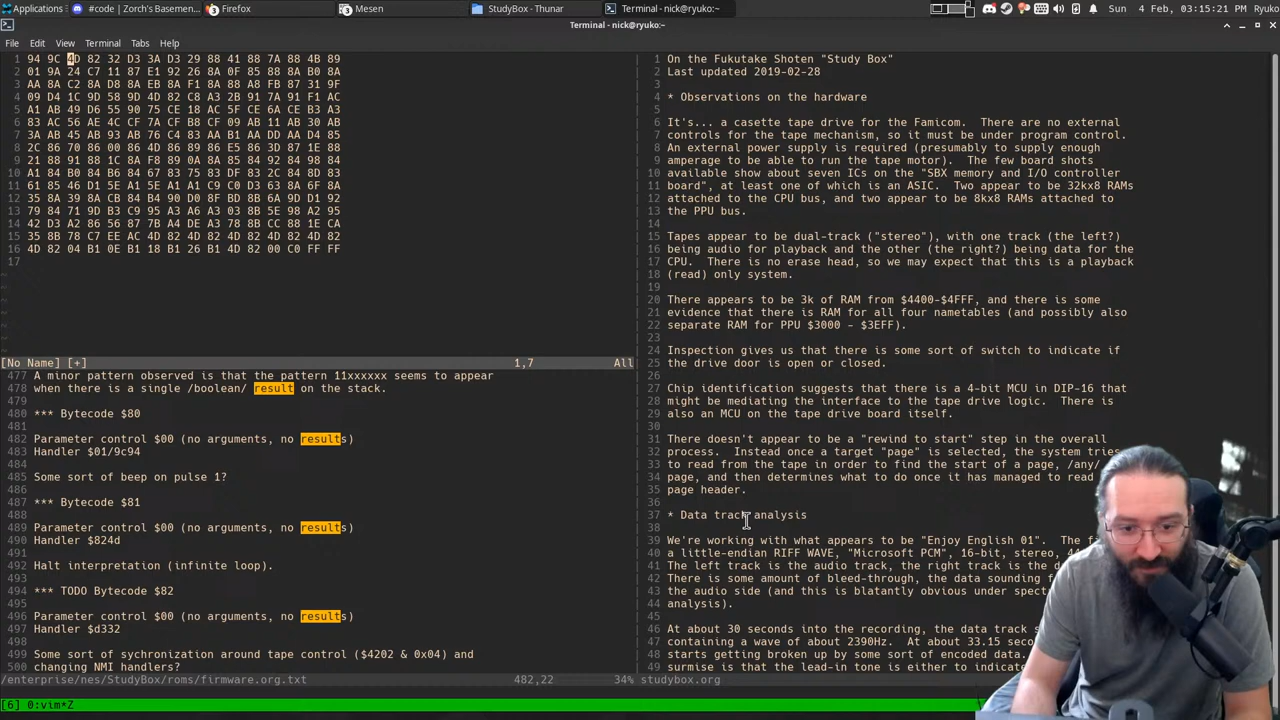 Applications
#code | Zorch's Basemen...
Firefox
Mesen
StudyBox - Thunar
Terminal - nick@ryuko:~
Sun 4 Feb, 03:15:21 Ryuko
Terminal - nick@ryuko:~
File Edit View Terminal Tabs Help
1 94 9C 4D 82 32 D3 3A D3 29 88 41 88 7A 88 4B 89
2 01 9A 24 C7 11 87 E1 92 26 8A 0F 85 88 8A B0 8A
3 AA 8A C2 8A D8 8A EB 8A F1 8A 88 A8 FB 87 31 9F
4 09 D4 1C 9D 58 9D 4D 82 C8 A3 2B 91 7A 91 F1 AC
5 A1 AB 49 D6 55 90 75 CE 18 AC 5F CE 6A CE B3 A3
6 83 AC 56 AE 4C CF 7A CF B8 CF 09 AB 11 AB 30 AB
7 3A AB 45 AB 93 AB 76 C4 83 AA B1 AA DD AA D4 85
8 2C 86 70 86 00 86 4D 86 89 86 E5 86 3D 87 1E 88
9 21 88 91 88 1C 8A F8 89 0A 8A 85 84 92 84 98 84
10 A1 84 B0 84 B6 84 67 83 75 83 DF 83 2C 84 8D 83
11 61 85 46 D1 5E A1 5E A1 A1 C9 C0 D3 63 8A 6F 8A
12 35 8A 39 8A CB 84 B4 90 D0 8F BD 8B 6A 9D D1 92
13 79 84 71 9D B3 C9 95 A3 A6 A3 03 8B 5E 98 A2 95
14 42 D3 A2 86 56 87 7B A4 DE A3 78 8B CC 88 1E CA
15 35 8B 78 C7 EE AC 4D 82 4D 82 4D 82 4D 82 4D 82
16 4D 82 04 B1 0E B1 18 B1 26 B1 4D 82 00 C0 FF FF
17
[No Name] [+] 1,7 All
477 A minor pattern observed is that the pattern 11xxxxxx seems to appear
478 when there is a single /boolean/ result on the stack.
479
480 *** Bytecode $80
481
482 Parameter control $00 (no arguments, no results)
483 Handler $01/9c94
484
485 Some sort of beep on pulse 1?
486
487 *** Bytecode $81
488
489 Parameter control $00 (no arguments, no results)
490 Handler $824d
491
492 Halt interpretation (infinite loop).
493
494 *** TODO Bytecode $82
495
496 Parameter control $00 (no arguments, no results)
497 Handler $d332
498
499 Some sort of sychronization around tape control ($4202 & 0x04) and
500 changing NMI handlers?
/enterprise/nes/StudyBox/roms/firmware.org.txt 482,22 34%
1 On the Fukutake Shoten "Study Box"
2 Last updated 2019-02-28
3
4 * Observations on the hardware
5
6 It's... a casette tape drive for the Famicom. There are no external
7 controls for the tape mechanism, so it must be under program control.
8 An external power supply is required (presumably to supply enough
9 amperage to be able to run the tape motor). The few board shots
10 available show about seven ICs on the "SBX memory and I/O controller
11 board", at least one of which is an ASIC. Two appear to be 32kx8 RAMs
12 attached to the CPU bus, and two appear to be 8kx8 RAMs attached to
13 the PPU bus.
14
15 Tapes appear to be dual-track ("stereo"), with one track (the left?)
16 being audio for playback and the other (the right?) being data for the
17 CPU. There is no erase head, so we may expect that this is a playback
18 (read) only system.
19
20 There appears to be 3k of RAM from $4400-$4FFF, and there is some
21 evidence that there is RAM for all four nametables (and possibly also
22 separate RAM for PPU $3000 - $3EFF).
23
24 Inspection gives us that there is some sort of switch to indicate if
25 the drive door is open or closed.
26
27 Chip identification suggests that there is a 4-bit MCU in DIP-16 that
28 might be mediating the interface to the tape drive logic. There is
29 also an MCU on the tape drive board itself.
30
31 There doesn't appear to be a "rewind to start" step in the overall
32 process. Instead once a target "page" is selected, the system tries
33 to read from the tape in order to find the start of a page, /any/
34 page, and then determines what to do once it has managed to read
35 page header.
36
37 * Data track analysis
38
39 We're working with what appears to be "Enjoy English 01". The
40 a little-endian RIFF WAVE, "Microsoft PCM", 16-bit, stereo,
41 The left track is the audio track, the right track is the
42 There is some amount of bleed-through, the data sounding
43 the audio side (and this is blatantly obvious under
44 analysis).
45
46 At about 30 seconds into the recording, the data track
47 containing a wave of about 2390Hz. At about 33.15
48 starts getting broken up by some sort of encoded data.
49 surmise is that the lead-in tone is either to indicate
studybox.org
[6] 0:vim*Z